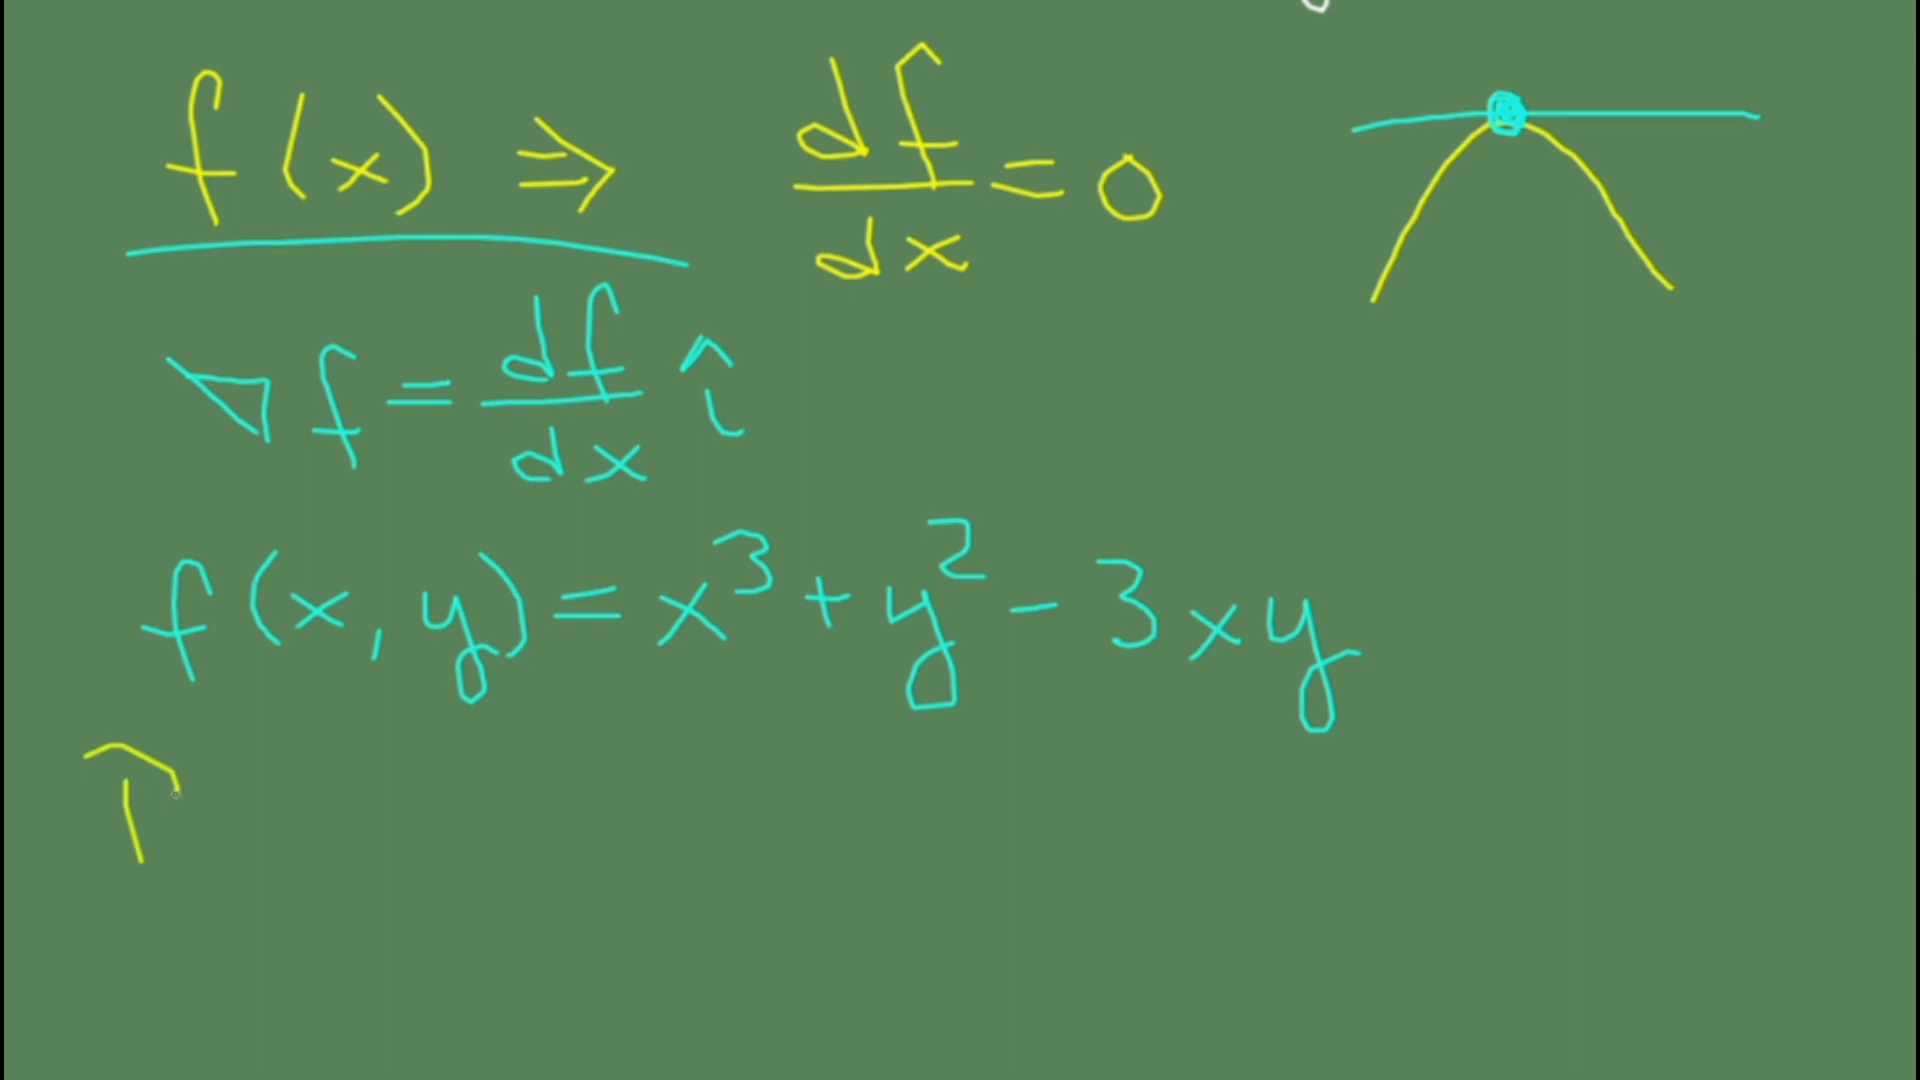 f(x) ⇒ df/dx = 0
∇f = df/dx î
f(x, y) = x³ + y² - 3xy